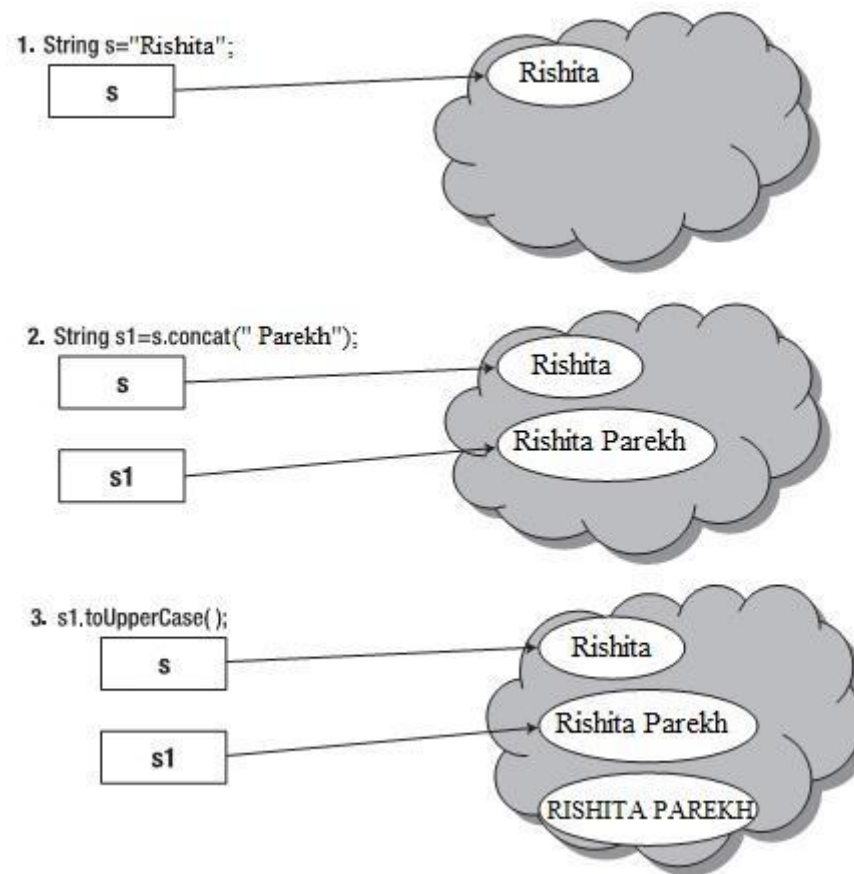 1. String s="Rishita";
s
Rishita
2. String s1=s.concat(" Parekh");
s
Rishita
s1
Rishita Parekh
3. s1.toUpperCase( );
s
Rishita
s1
Rishita Parekh
RISHITA PAREKH